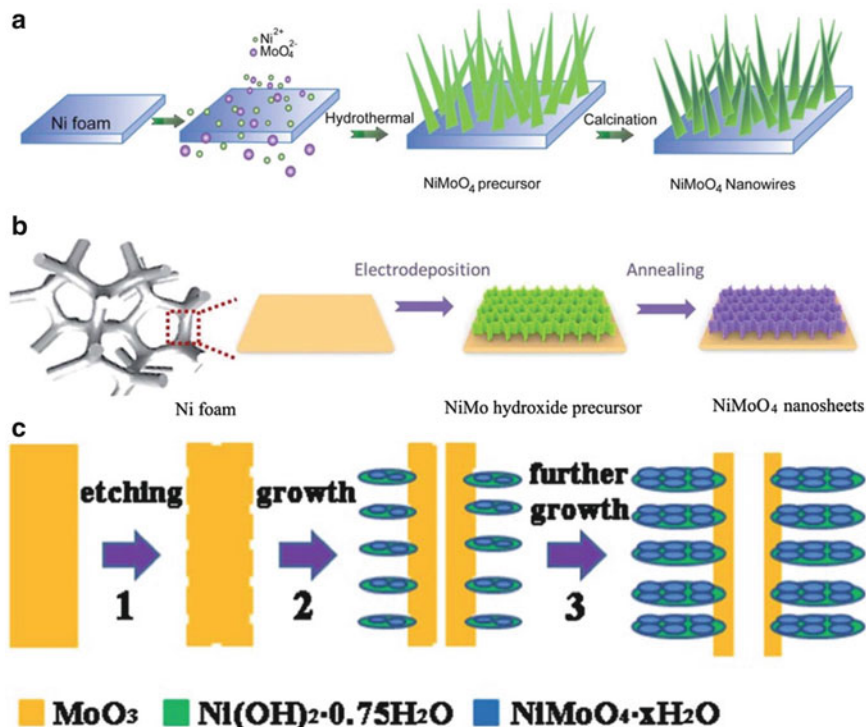 a
Ni²⁺
MoO₄²⁻
Ni foam
Hydrothermal
Calcination
NiMoO₄ precursor
NiMoO₄ Nanowires
b
Electrodeposition
Annealing
Ni foam
NiMo hydroxide precursor
NiMoO₄ nanosheets
c
etching
growth
further
growth
1
2
3
MoO₃
Ni(OH)₂·0.75H₂O
NiMoO₄·xH₂O